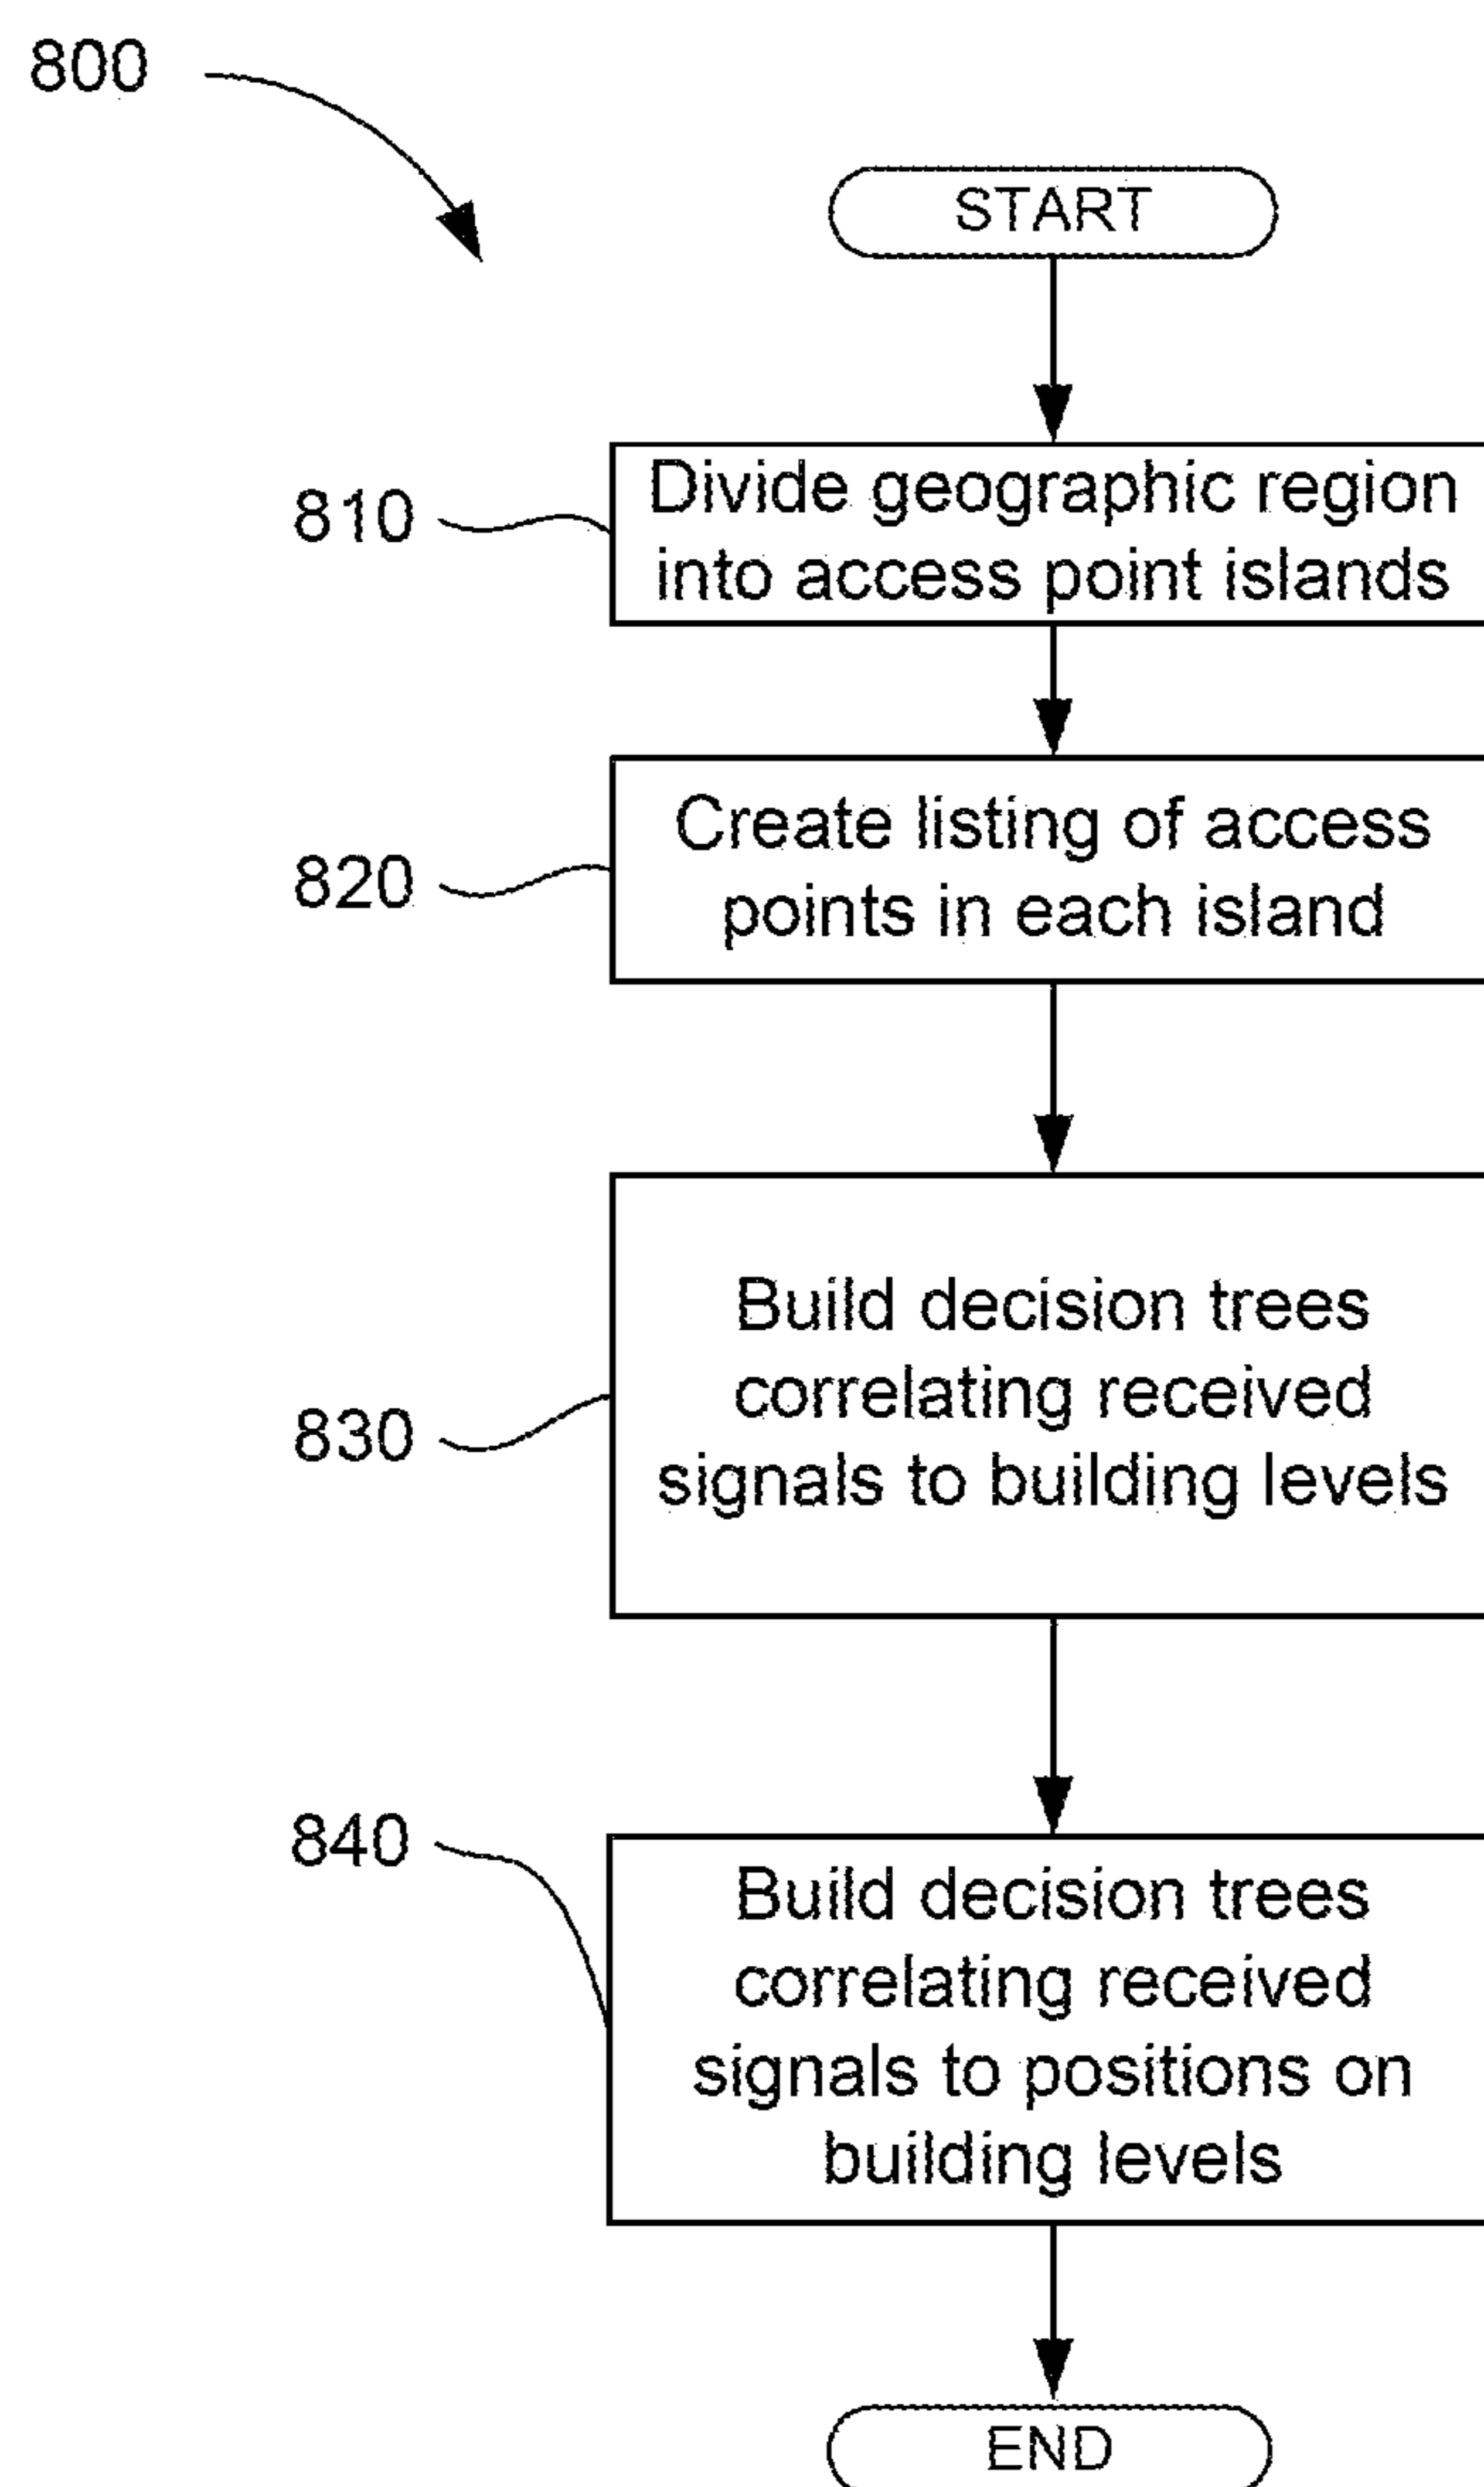 800
START
810
Divide geographic region
into access point islands
820
Create listing of access
points in each island
830
Build decision trees
correlating received
signals to building levels
840
Build decision trees
correlating received
signals to positions on
building levels
END